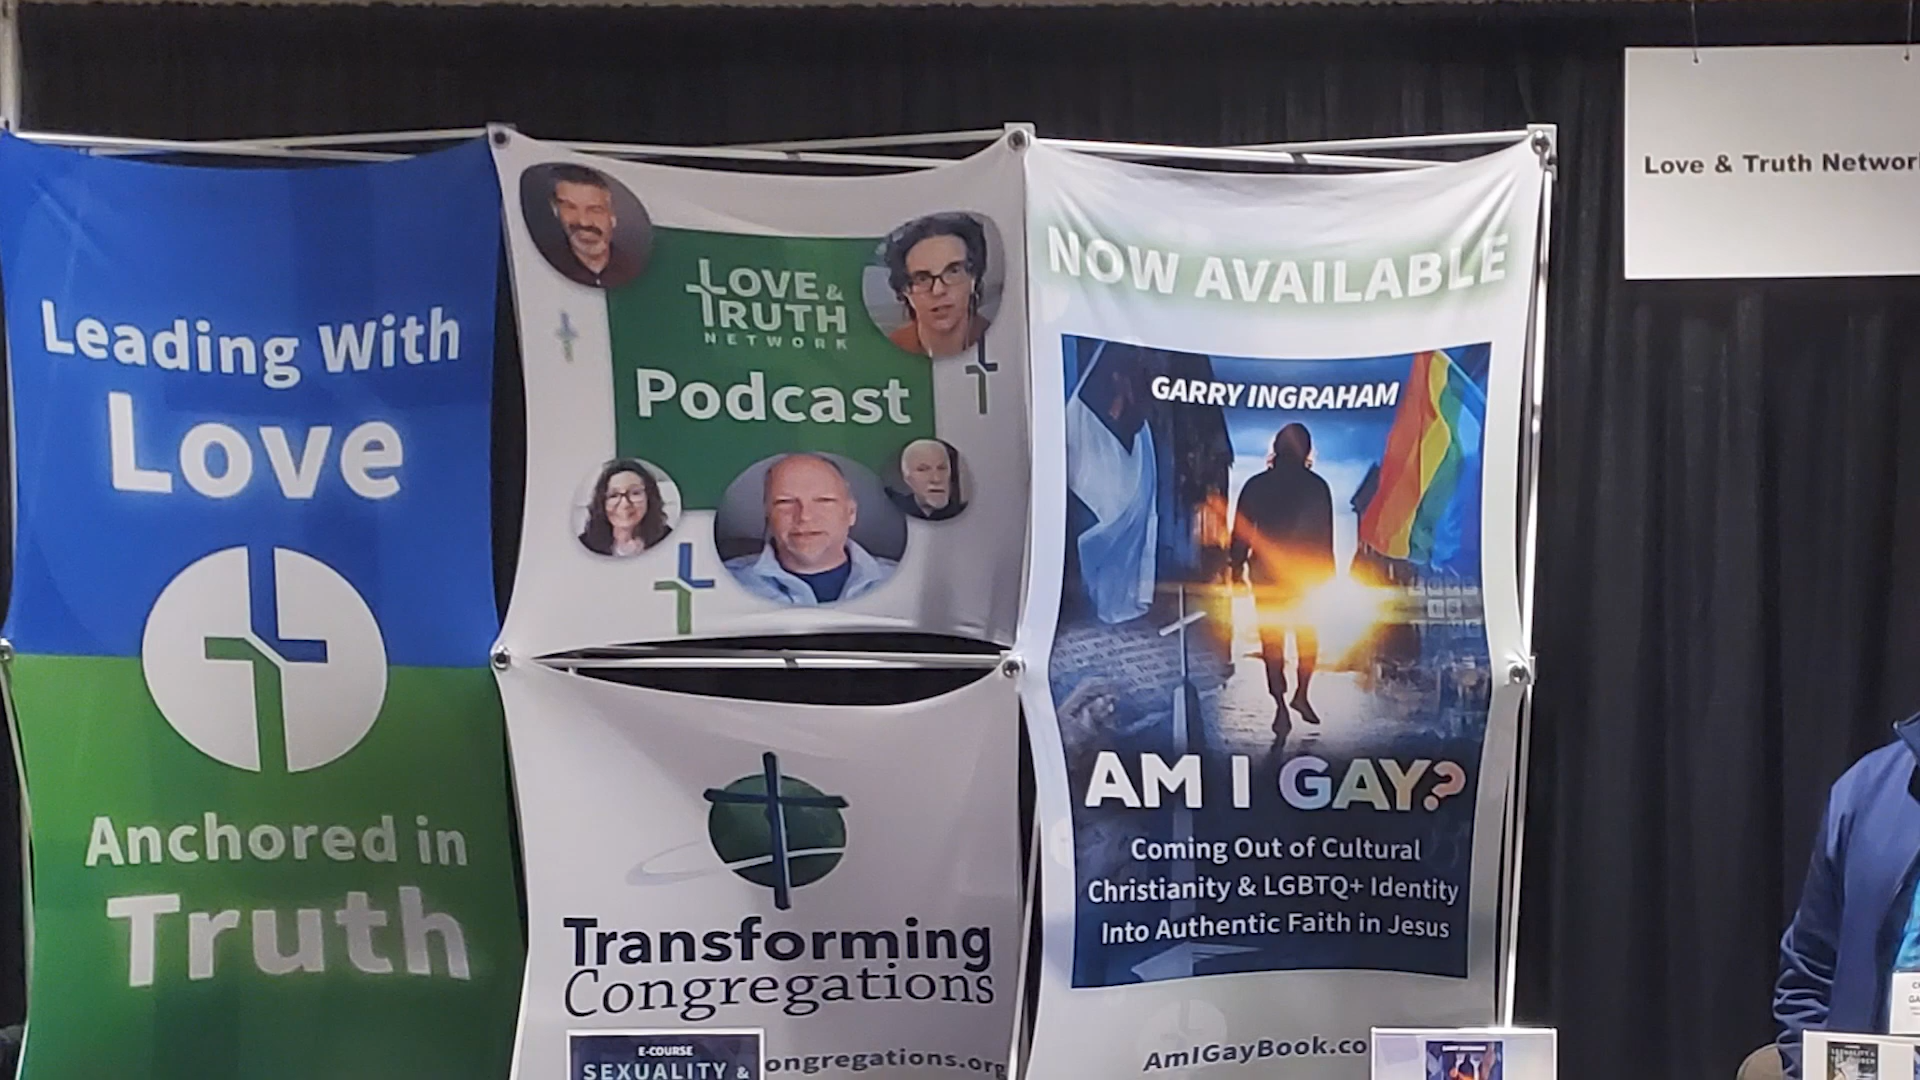 Leading With
Love
Anchored in
Truth
LOVE &
TRUTH
NETWORK
Podcast
Transforming
Congregations
ongregations.org
E-COURSE
SEXUALITY &
NOW AVAILABLE
GARRY INGRAHAM
AM I GAY?
Coming Out of Cultural
Christianity & LGBTQ+ Identity
Into Authentic Faith in Jesus
AmIGayBook.co
Love & Truth Network